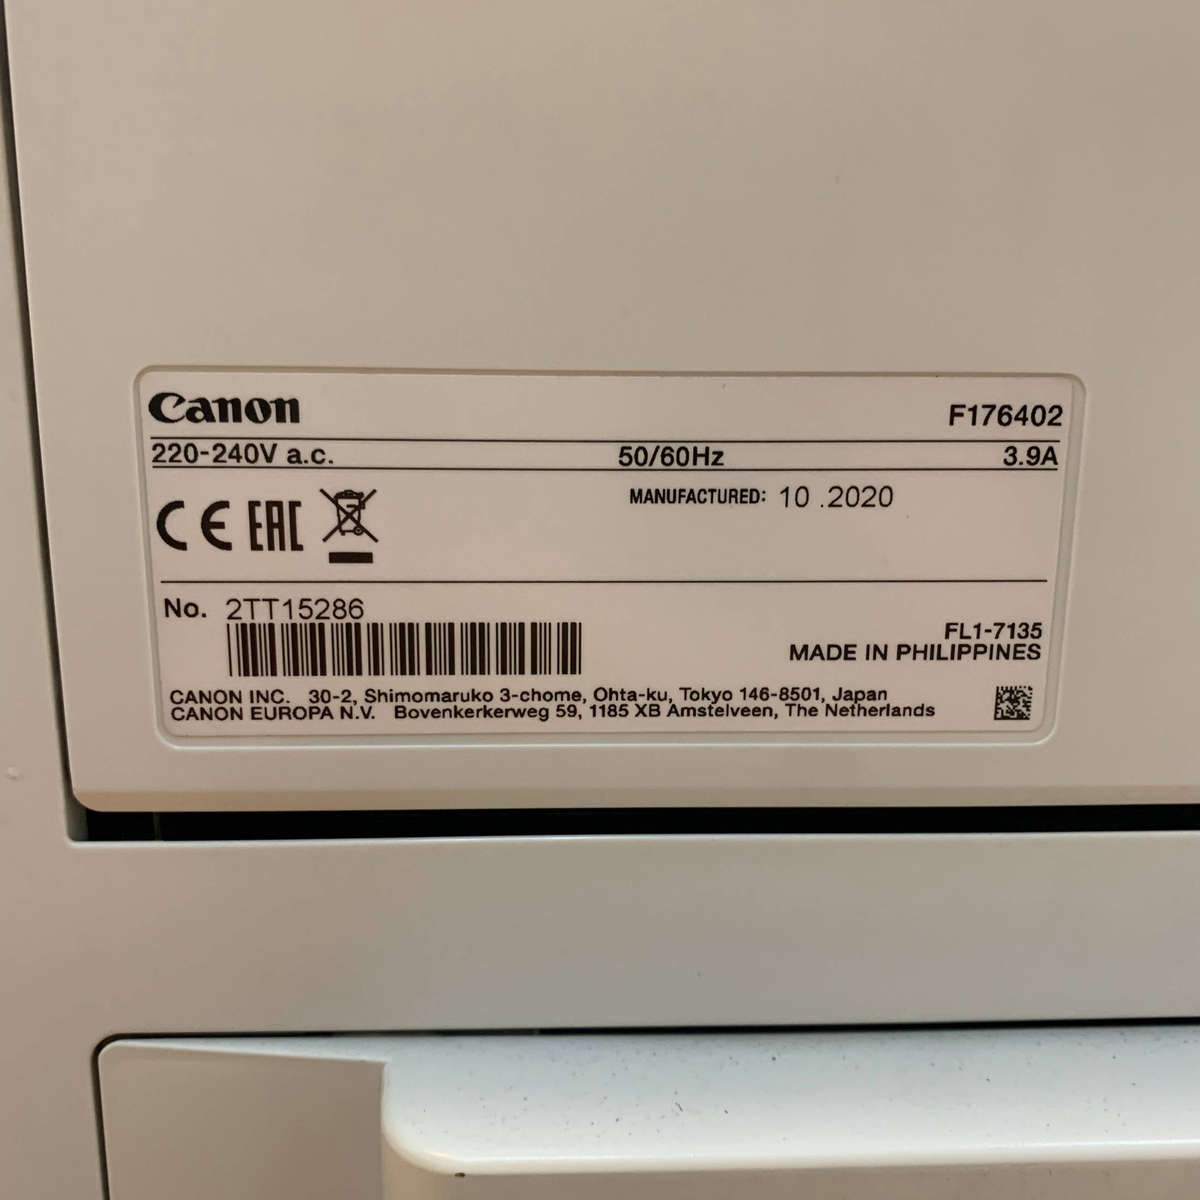 Canon F176402
220-240V a.c. 50/60Hz 3.9A
CE EAC MANUFACTURED: 10 .2020
No. 2TT15286
FL1-7135
MADE IN PHILIPPINES
CANON INC. 30-2, Shimomaruko 3-chome, Ohta-ku, Tokyo 146-8501, Japan
CANON EUROPA N.V. Bovenkerkerweg 59, 1185 XB Amstelveen, The Netherlands